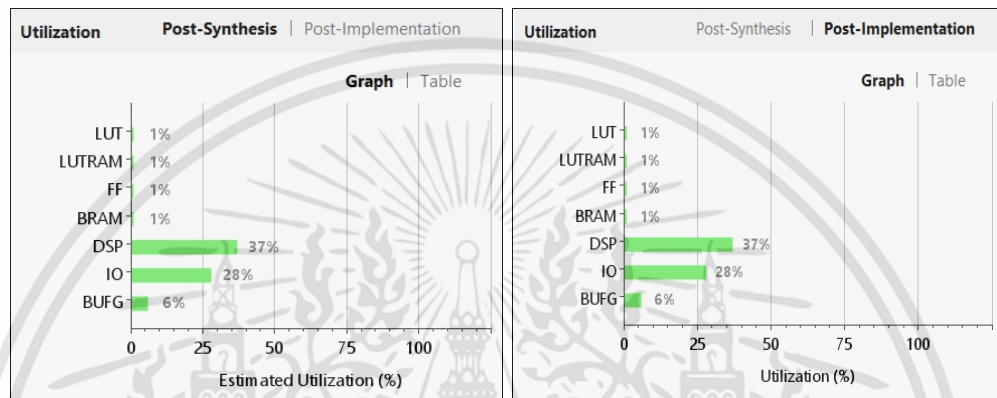 Utilization Post-Synthesis | Post-Implementation
Graph | Table
LUT 1%
LUTRAM 1%
FF 1%
BRAM 1%
DSP 37%
IO 28%
BUFG 6%
0 25 50 75 100
Estimated Utilization (%)
Utilization Post-Synthesis | Post-Implementation
Graph | Table
LUT 1%
LUTRAM 1%
FF 1%
BRAM 1%
DSP 37%
IO 28%
BUFG 6%
0 25 50 75 100
Utilization (%)